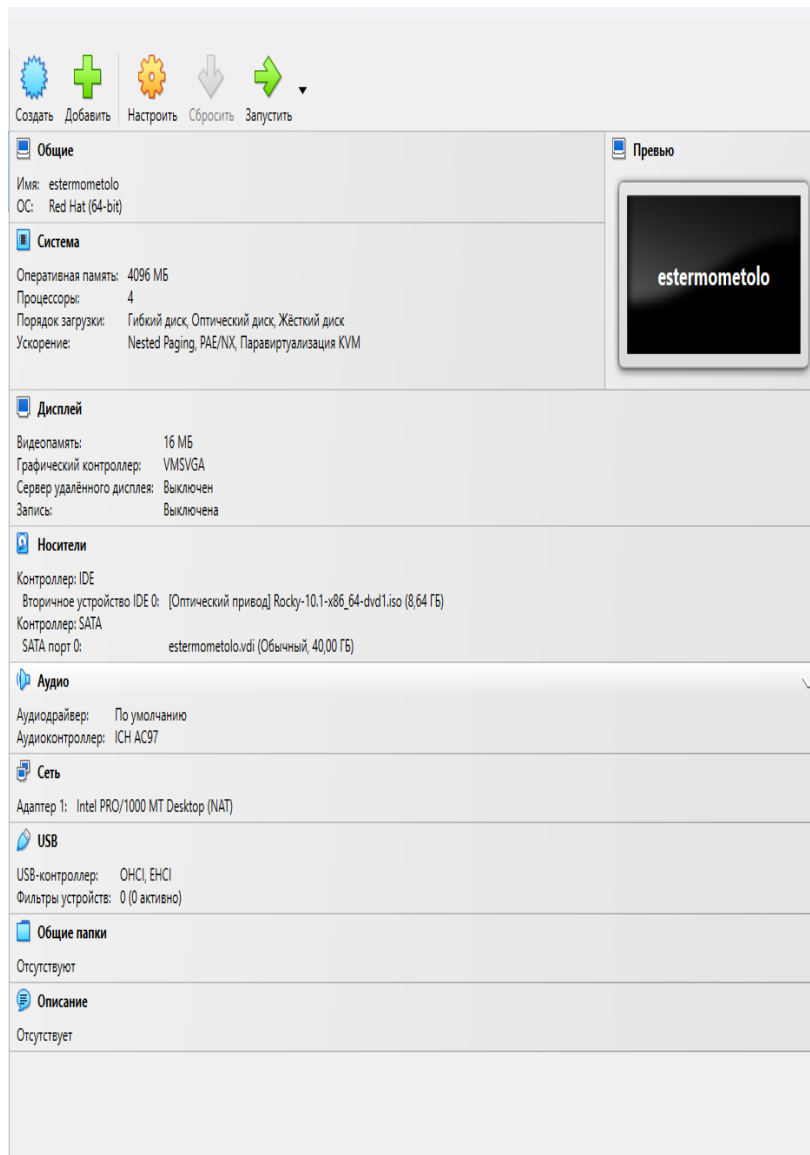 Создать Добавить Настроить Сбросить Запустить
Общие
Имя: estermometolo
ОС: Red Hat (64-bit)
Превью
estermometolo
Система
Оперативная память: 4096 МБ
Процессоры: 4
Порядок загрузки: Гибкий диск, Оптический диск, Жёсткий диск
Ускорение: Nested Paging, PAE/NX, Паравиртуализация KVM
Дисплей
Видеопамять: 16 МБ
Графический контроллер: VMSVGA
Сервер удалённого дисплея: Выключен
Запись: Выключена
Носители
Контроллер: IDE
Вторичное устройство IDE 0: [Оптический привод] Rocky-10.1-x86_64-dvd1.iso (8,64 ГБ)
Контроллер: SATA
SATA порт 0: estermometolo.vdi (Обычный, 40,00 ГБ)
Аудио
Аудиодрайвер: По умолчанию
Аудиоконтроллер: ICH AC97
Сеть
Адаптер 1: Intel PRO/1000 MT Desktop (NAT)
USB
USB-контроллер: OHCI, EHCI
Фильтры устройств: 0 (0 активно)
Общие папки
Отсутствуют
Описание
Отсутствует